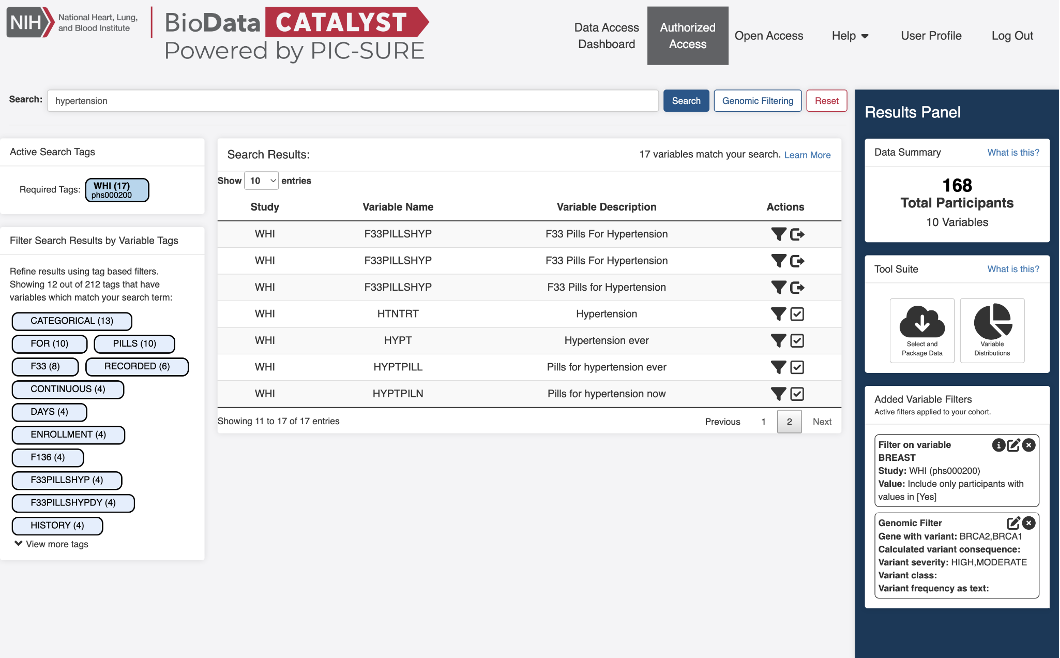 NIH
National Heart, Lung,
and Blood Institute
BioData CATALYST
Powered by PIC-SURE
Data Access
Dashboard
Authorized
Access
Open Access
Help
User Profile
Log Out
Search:
hypertension
Search
Genomic Filtering
Reset
Active Search Tags
Required Tags:
WHI (17)
phs000200
Filter Search Results by Variable Tags
Refine results using tag based filters.
Showing 12 out of 212 tags that have
variables which match your search term:
CATEGORICAL (13)
FOR (10) PILLS (10)
F33 (8) RECORDED (6)
CONTINUOUS (4)
DAYS (4)
ENROLLMENT (4)
F136 (4)
F33PILLSHYP (4)
F33PILLSHYPDY (4)
HISTORY (4)
View more tags
Search Results:
17 variables match your search. Learn More
Show 10 entries
Study Variable Name Variable Description Actions
WHI F33PILLSHYP F33 Pills For Hypertension
WHI F33PILLSHYP F33 Pills For Hypertension
WHI F33PILLSHYP F33 Pills for Hypertension
WHI HTNTRT Hypertension
WHI HYPT Hypertension ever
WHI HYPTPILL Pills for hypertension ever
WHI HYPTPILN Pills for hypertension now
Showing 11 to 17 of 17 entries
Previous 1 2 Next
Results Panel
Data Summary What is this?
168
Total Participants
10 Variables
Tool Suite What is this?
Select and
Package Data
Variable
Distributions
Added Variable Filters
Active filters applied to your cohort.
Filter on variable
BREAST
Study: WHI (phs000200)
Value: Include only participants with
values in [Yes]
Genomic Filter
Gene with variant: BRCA2,BRCA1
Calculated variant consequence:
Variant severity: HIGH,MODERATE
Variant class:
Variant frequency as text: